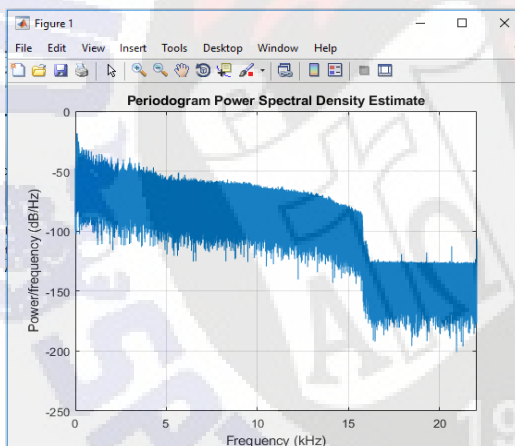 Figure 1
File Edit View Insert Tools Desktop Window Help
Periodogram Power Spectral Density Estimate
Power/frequency (dB/Hz)
0
-50
-100
-150
-200
-250
0 5 10 15 20
Frequency (kHz)